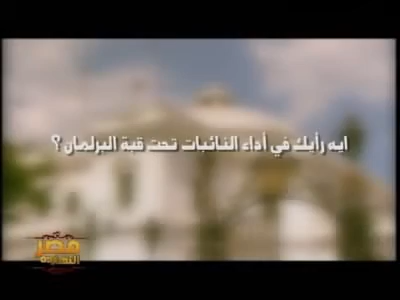 ايه رأيك في أداء النائبات تحت قبة البرلمان ؟
مصر